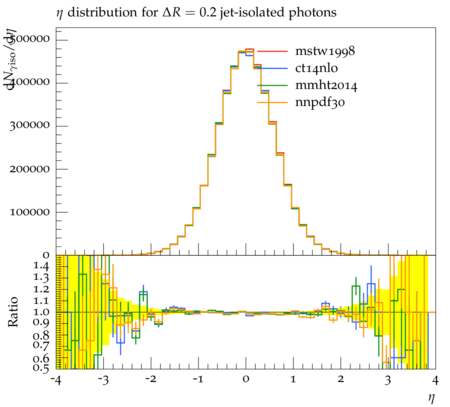 η distribution for ΔR = 0.2 jet-isolated photons
dN_γiso/dη
500000
400000
300000
200000
100000
0
mstw1998
ct14nlo
mmht2014
nnpdf30
Ratio
1.4
1.3
1.2
1.1
1.0
0.9
0.8
0.7
0.6
0.5
-4 -3 -2 -1 0 1 2 3 4
η